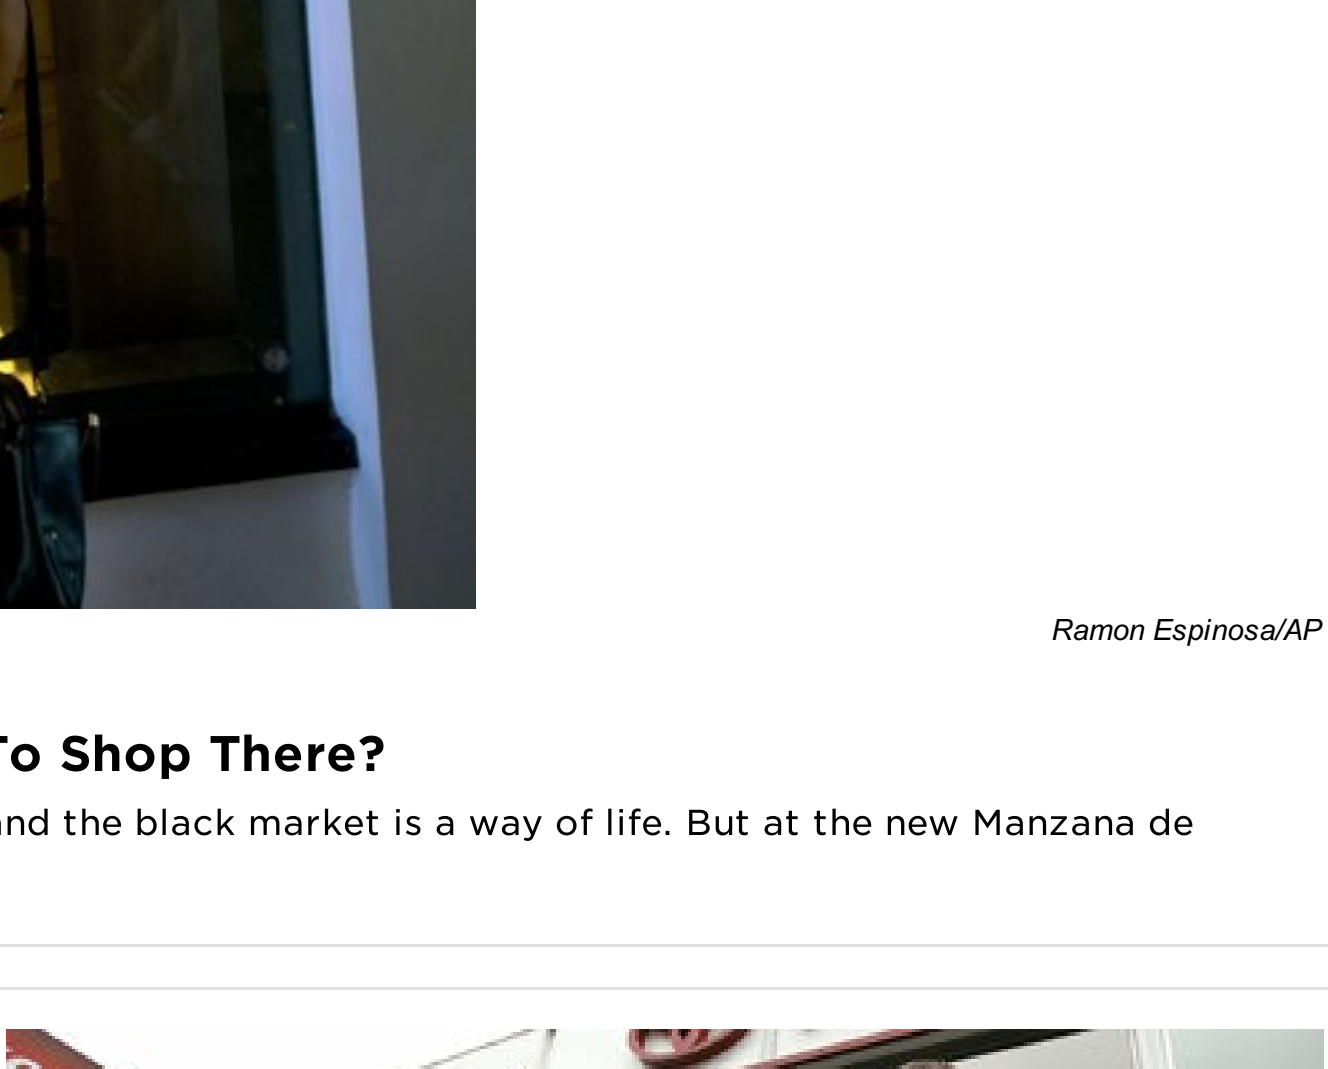 Ramon Espinosa/AP
To Shop There?
and the black market is a way of life. But at the new Manzana de